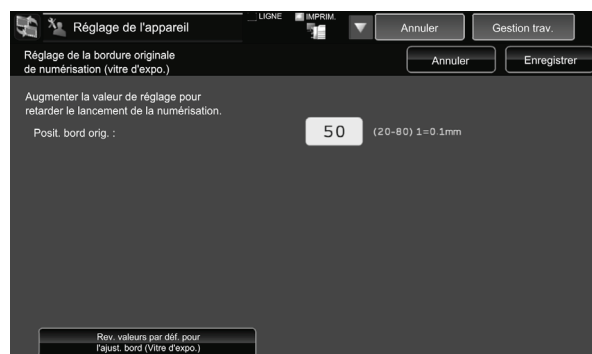 Réglage de l'appareil
LIGNE
IMPRIM.
Annuler
Gestion trav.
Réglage de la bordure originale
de numérisation (vitre d'expo.)
Annuler
Enregistrer
Augmenter la valeur de réglage pour
retarder le lancement de la numérisation.
Posit. bord orig. :
50
(20-80) 1=0.1mm
Rev. valeurs par déf. pour
l'ajust. bord (Vitre d'expo.)